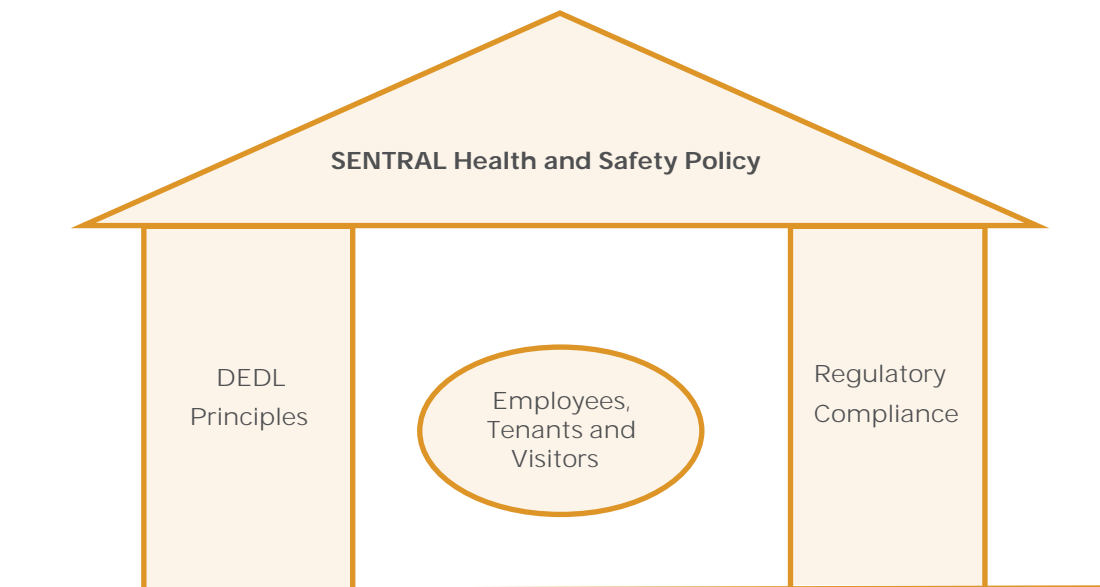 SENTRAL Health and Safety Policy
DEDL
Principles
Employees,
Tenants and
Visitors
Regulatory
Compliance